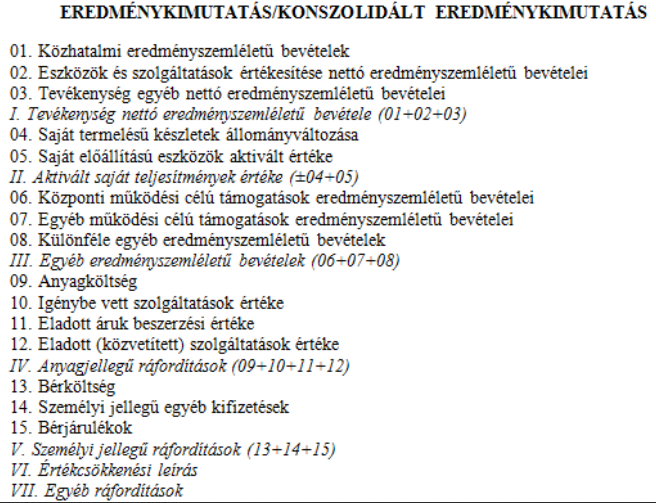 EREDMÉNYKIMUTATÁS/KONSZOLIDÁLT EREDMÉNYKIMUTATÁS
01. Közhatalmi eredményszemléletű bevételek
02. Eszközök és szolgáltatások értékesítése nettó eredményszemléletű bevételei
03. Tevékenység egyéb nettó eredményszemléletű bevételei
I. Tevékenység nettó eredményszemléletű bevétele (01+02+03)
04. Saját termelésű készletek állományváltozása
05. Saját előállítású eszközök aktivált értéke
II. Aktivált saját teljesítmények értéke (±04+05)
06. Központi működési célú támogatások eredményszemléletű bevételei
07. Egyéb működési célú támogatások eredményszemléletű bevételei
08. Különféle egyéb eredményszemléletű bevételek
III. Egyéb eredményszemléletű bevételek (06+07+08)
09. Anyagköltség
10. Igénybe vett szolgáltatások értéke
11. Eladott áruk beszerzési értéke
12. Eladott (közvetített) szolgáltatások értéke
IV. Anyagjellegű ráfordítások (09+10+11+12)
13. Bérköltség
14. Személyi jellegű egyéb kifizetések
15. Bérjárulékok
V. Személyi jellegű ráfordítások (13+14+15)
VI. Értékcsökkenési leírás
VII. Egyéb ráfordítások